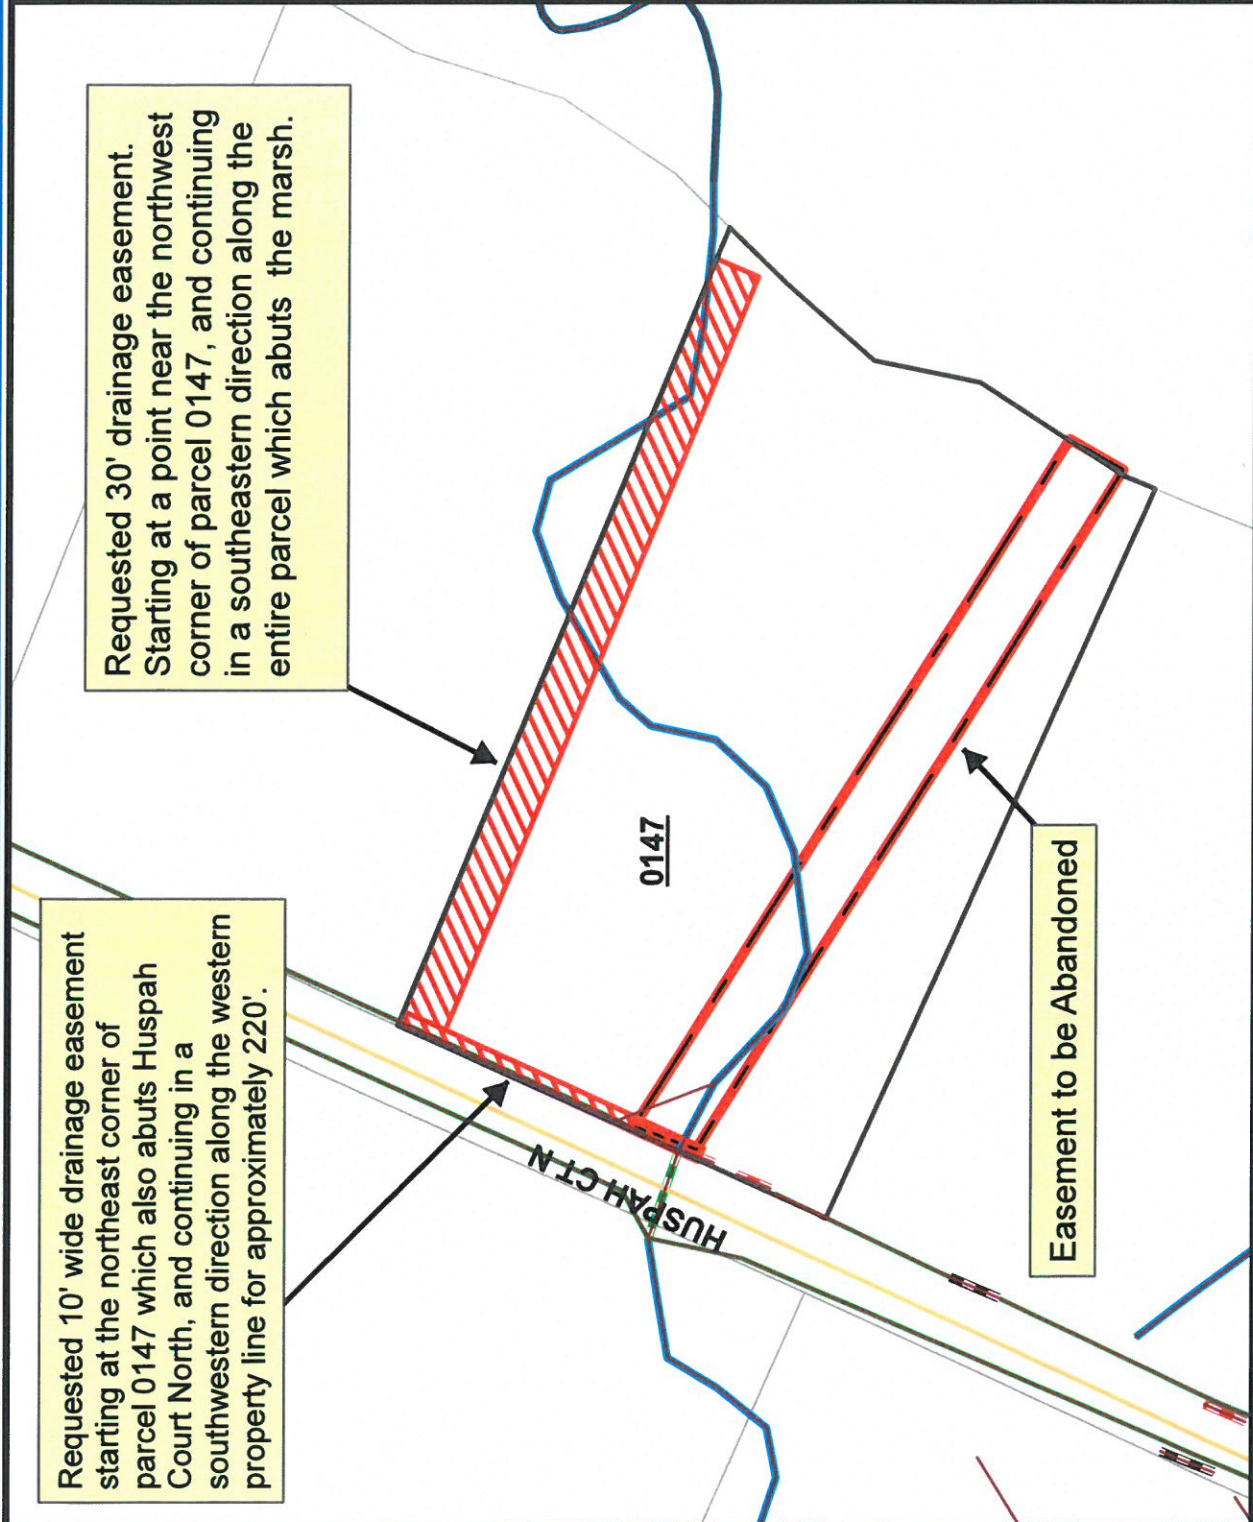 Requested 10' wide drainage easement
starting at the northeast corner of
parcel 0147 which also abuts Huspah
Court North, and continuing in a
southwestern direction along the western
property line for approximately 220'.
Requested 30' drainage easement.
Starting at a point near the northwest
corner of parcel 0147, and continuing
in a southeastern direction along the
entire parcel which abuts the marsh.
0147
HUSPAH CT N
Easement to be Abandoned